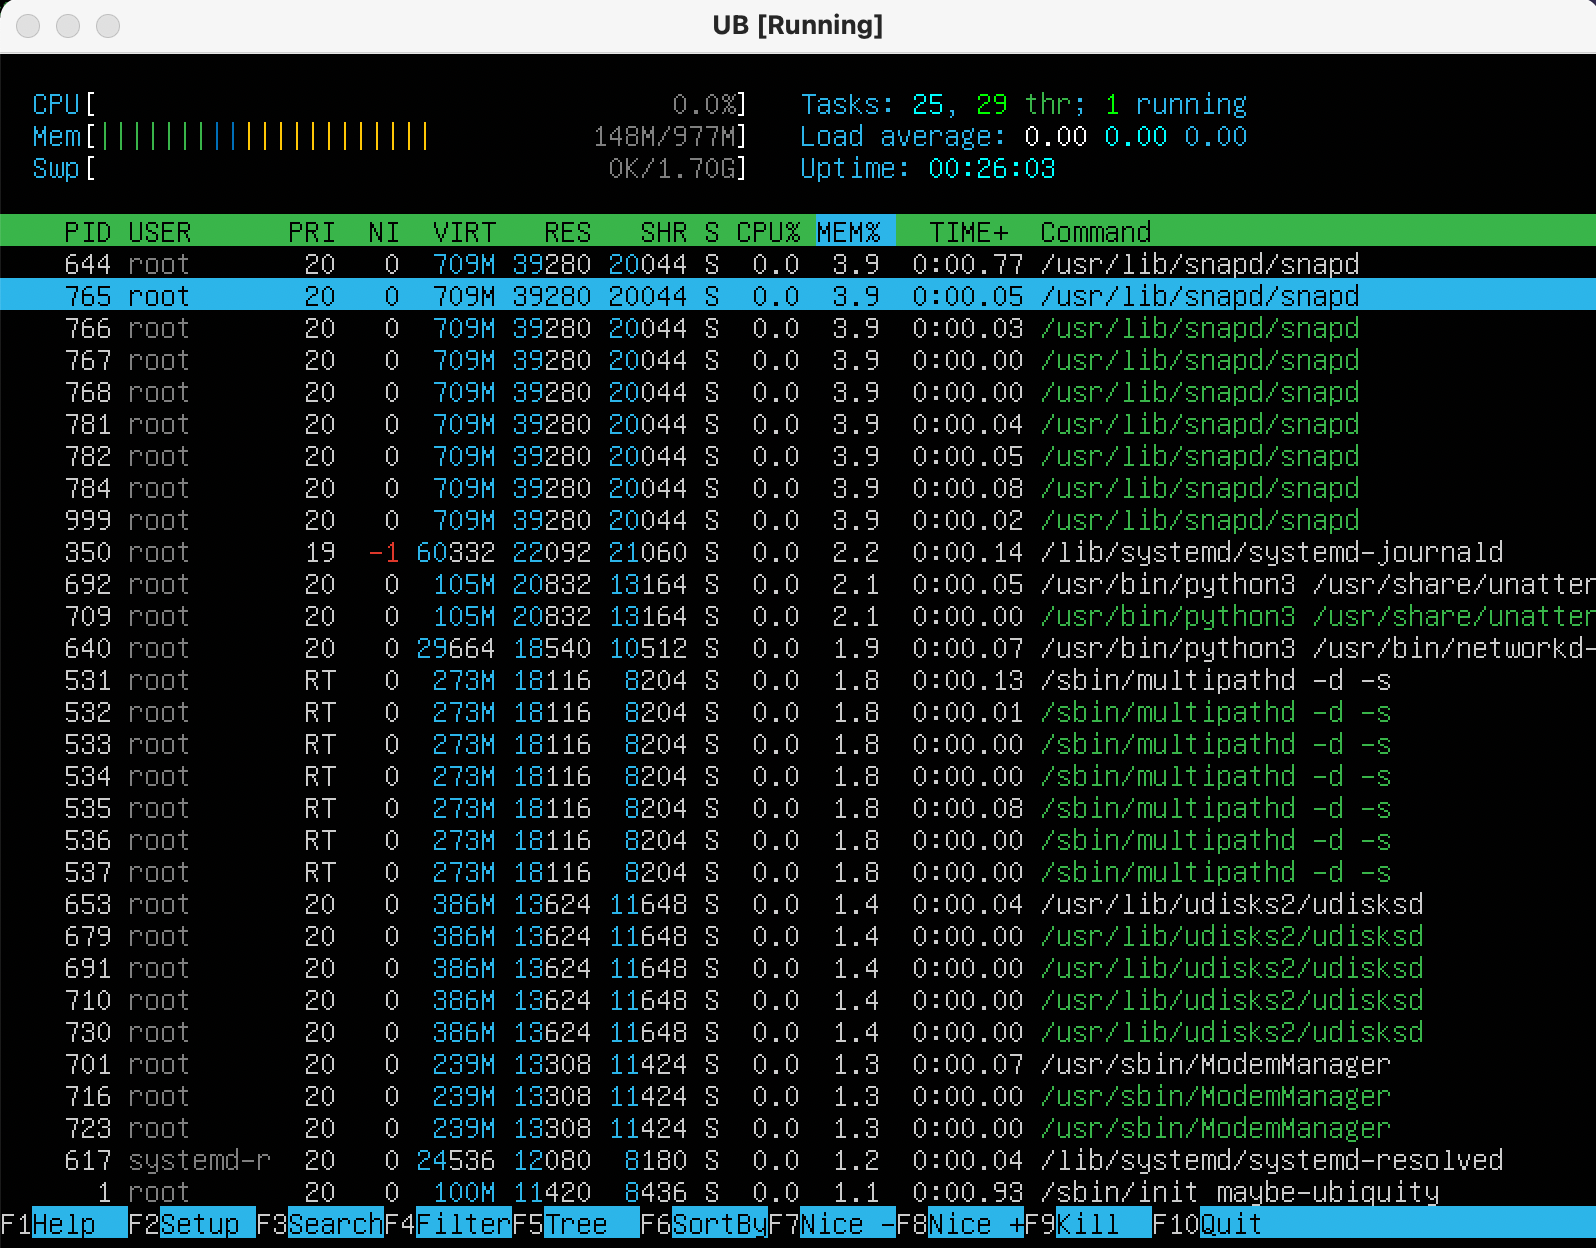 UB [Running]
CPU[ 0.0%] Tasks: 25, 29 thr; 1 running
Mem[||||||||||||||||||||| 148M/977M] Load average: 0.00 0.00 0.00
Swp[ 0K/1.70G] Uptime: 00:26:03
PID USER PRI NI VIRT RES SHR S CPU% MEM% TIME+ Command
644 root 20 0 709M 39280 20044 S 0.0 3.9 0:00.77 /usr/lib/snapd/snapd
765 root 20 0 709M 39280 20044 S 0.0 3.9 0:00.05 /usr/lib/snapd/snapd
766 root 20 0 709M 39280 20044 S 0.0 3.9 0:00.03 /usr/lib/snapd/snapd
767 root 20 0 709M 39280 20044 S 0.0 3.9 0:00.00 /usr/lib/snapd/snapd
768 root 20 0 709M 39280 20044 S 0.0 3.9 0:00.00 /usr/lib/snapd/snapd
781 root 20 0 709M 39280 20044 S 0.0 3.9 0:00.04 /usr/lib/snapd/snapd
782 root 20 0 709M 39280 20044 S 0.0 3.9 0:00.05 /usr/lib/snapd/snapd
784 root 20 0 709M 39280 20044 S 0.0 3.9 0:00.08 /usr/lib/snapd/snapd
999 root 20 0 709M 39280 20044 S 0.0 3.9 0:00.02 /usr/lib/snapd/snapd
350 root 19 -1 60332 22092 21060 S 0.0 2.2 0:00.14 /lib/systemd/systemd-journald
692 root 20 0 105M 20832 13164 S 0.0 2.1 0:00.05 /usr/bin/python3 /usr/share/unatten
709 root 20 0 105M 20832 13164 S 0.0 2.1 0:00.00 /usr/bin/python3 /usr/share/unatten
640 root 20 0 29664 18540 10512 S 0.0 1.9 0:00.07 /usr/bin/python3 /usr/bin/networkd-
531 root RT 0 273M 18116 8204 S 0.0 1.8 0:00.13 /sbin/multipathd -d -s
532 root RT 0 273M 18116 8204 S 0.0 1.8 0:00.01 /sbin/multipathd -d -s
533 root RT 0 273M 18116 8204 S 0.0 1.8 0:00.00 /sbin/multipathd -d -s
534 root RT 0 273M 18116 8204 S 0.0 1.8 0:00.00 /sbin/multipathd -d -s
535 root RT 0 273M 18116 8204 S 0.0 1.8 0:00.08 /sbin/multipathd -d -s
536 root RT 0 273M 18116 8204 S 0.0 1.8 0:00.00 /sbin/multipathd -d -s
537 root RT 0 273M 18116 8204 S 0.0 1.8 0:00.00 /sbin/multipathd -d -s
653 root 20 0 386M 13624 11648 S 0.0 1.4 0:00.04 /usr/lib/udisks2/udisksd
679 root 20 0 386M 13624 11648 S 0.0 1.4 0:00.00 /usr/lib/udisks2/udisksd
691 root 20 0 386M 13624 11648 S 0.0 1.4 0:00.00 /usr/lib/udisks2/udisksd
710 root 20 0 386M 13624 11648 S 0.0 1.4 0:00.00 /usr/lib/udisks2/udisksd
730 root 20 0 386M 13624 11648 S 0.0 1.4 0:00.00 /usr/lib/udisks2/udisksd
701 root 20 0 239M 13308 11424 S 0.0 1.3 0:00.07 /usr/sbin/ModemManager
716 root 20 0 239M 13308 11424 S 0.0 1.3 0:00.00 /usr/sbin/ModemManager
723 root 20 0 239M 13308 11424 S 0.0 1.3 0:00.00 /usr/sbin/ModemManager
617 systemd-r 20 0 24536 12080 8180 S 0.0 1.2 0:00.04 /lib/systemd/systemd-resolved
1 root 20 0 100M 11420 8436 S 0.0 1.1 0:00.93 /sbin/init maybe-ubiquity
F1Help F2Setup F3SearchF4FilterF5Tree F6SortByF7Nice -F8Nice +F9Kill F10Quit